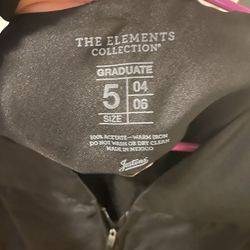 THE ELEMENTS
COLLECTION®
GRADUATE
5 04
06
SIZE
100% ACETATE—WARM IRON
DO NOT WASH OR DRY CLEAN
MADE IN MEXICO
Jostens